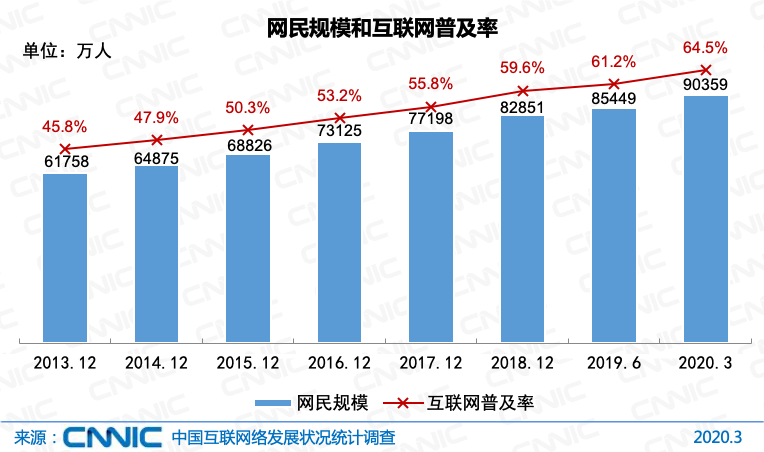 网民规模和互联网普及率
单位：万人
45.8% 47.9% 50.3% 53.2% 55.8% 59.6% 61.2% 64.5%
61758 64875 68826 73125 77198 82851 85449 90359
2013.12 2014.12 2015.12 2016.12 2017.12 2018.12 2019.6 2020.3
网民规模 互联网普及率
来源：CNNIC 中国互联网络发展状况统计调查 2020.3